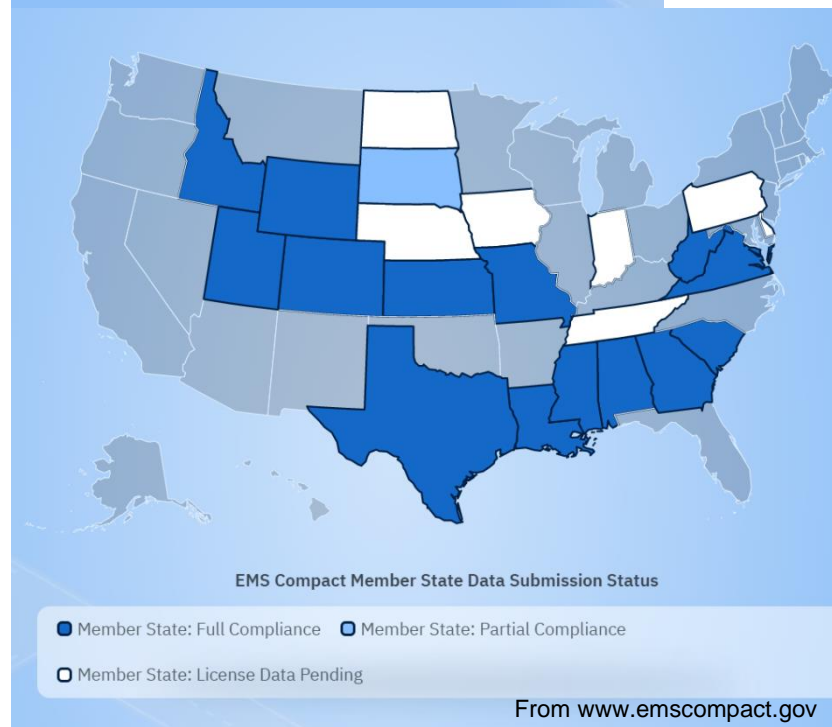 EMS Compact Member State Data Submission Status
Member State: Full Compliance Member State: Partial Compliance
Member State: License Data Pending
From www.emscompact.gov